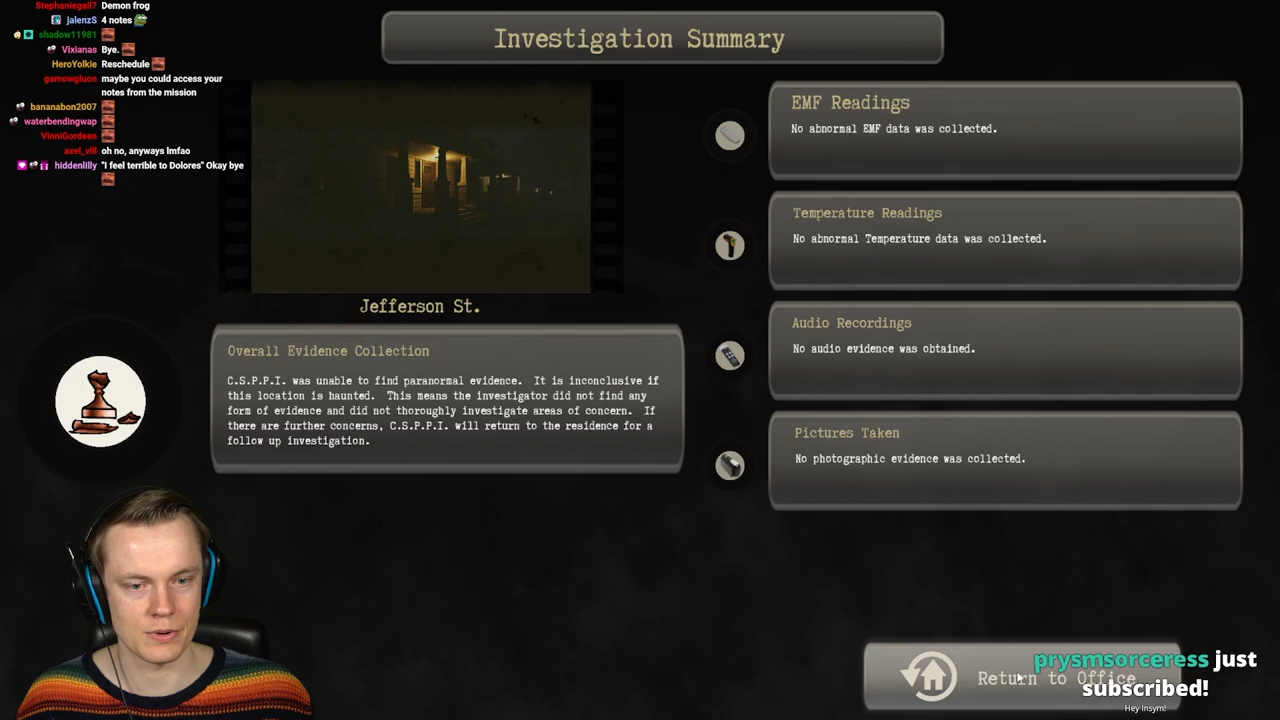 Stephaniegail7 Demon frog
jalenzS 4 notes
shadow11981
Vixianas Bye.
HeroYolkie Reschedule
gamowgluon maybe you could access your
notes from the mission
bananabon2007
waterbendingwap
VinniGordeen
axel_vlll oh no, anyways lmfao
hiddenlilly "I feel terrible to Dolores" Okay bye
Investigation Summary
Jefferson St.
Overall Evidence Collection
C.S.P.P.I. was unable to find paranormal evidence. It is inconclusive if
this location is haunted. This means the investigator did not find any
form of evidence and did not thoroughly investigate areas of concern. If
there are further concerns, C.S.P.P.I. will return to the residence for a
follow up investigation.
EMF Readings
No abnormal EMF data was collected.
Temperature Readings
No abnormal Temperature data was collected.
Audio Recordings
No audio evidence was obtained.
Pictures Taken
No photographic evidence was collected.
Return to Office
prysmsorceress just
subscribed!
Hey Insym!